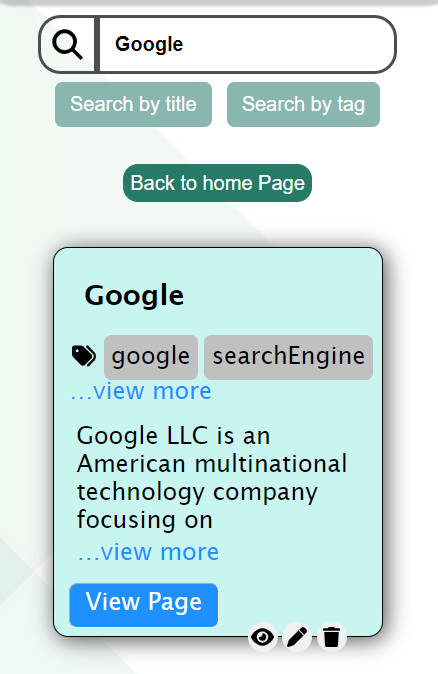 Google
Search by title Search by tag
Back to home Page
Google
google searchEngine
...view more
Google LLC is an
American multinational
technology company
focusing on
...view more
View Page